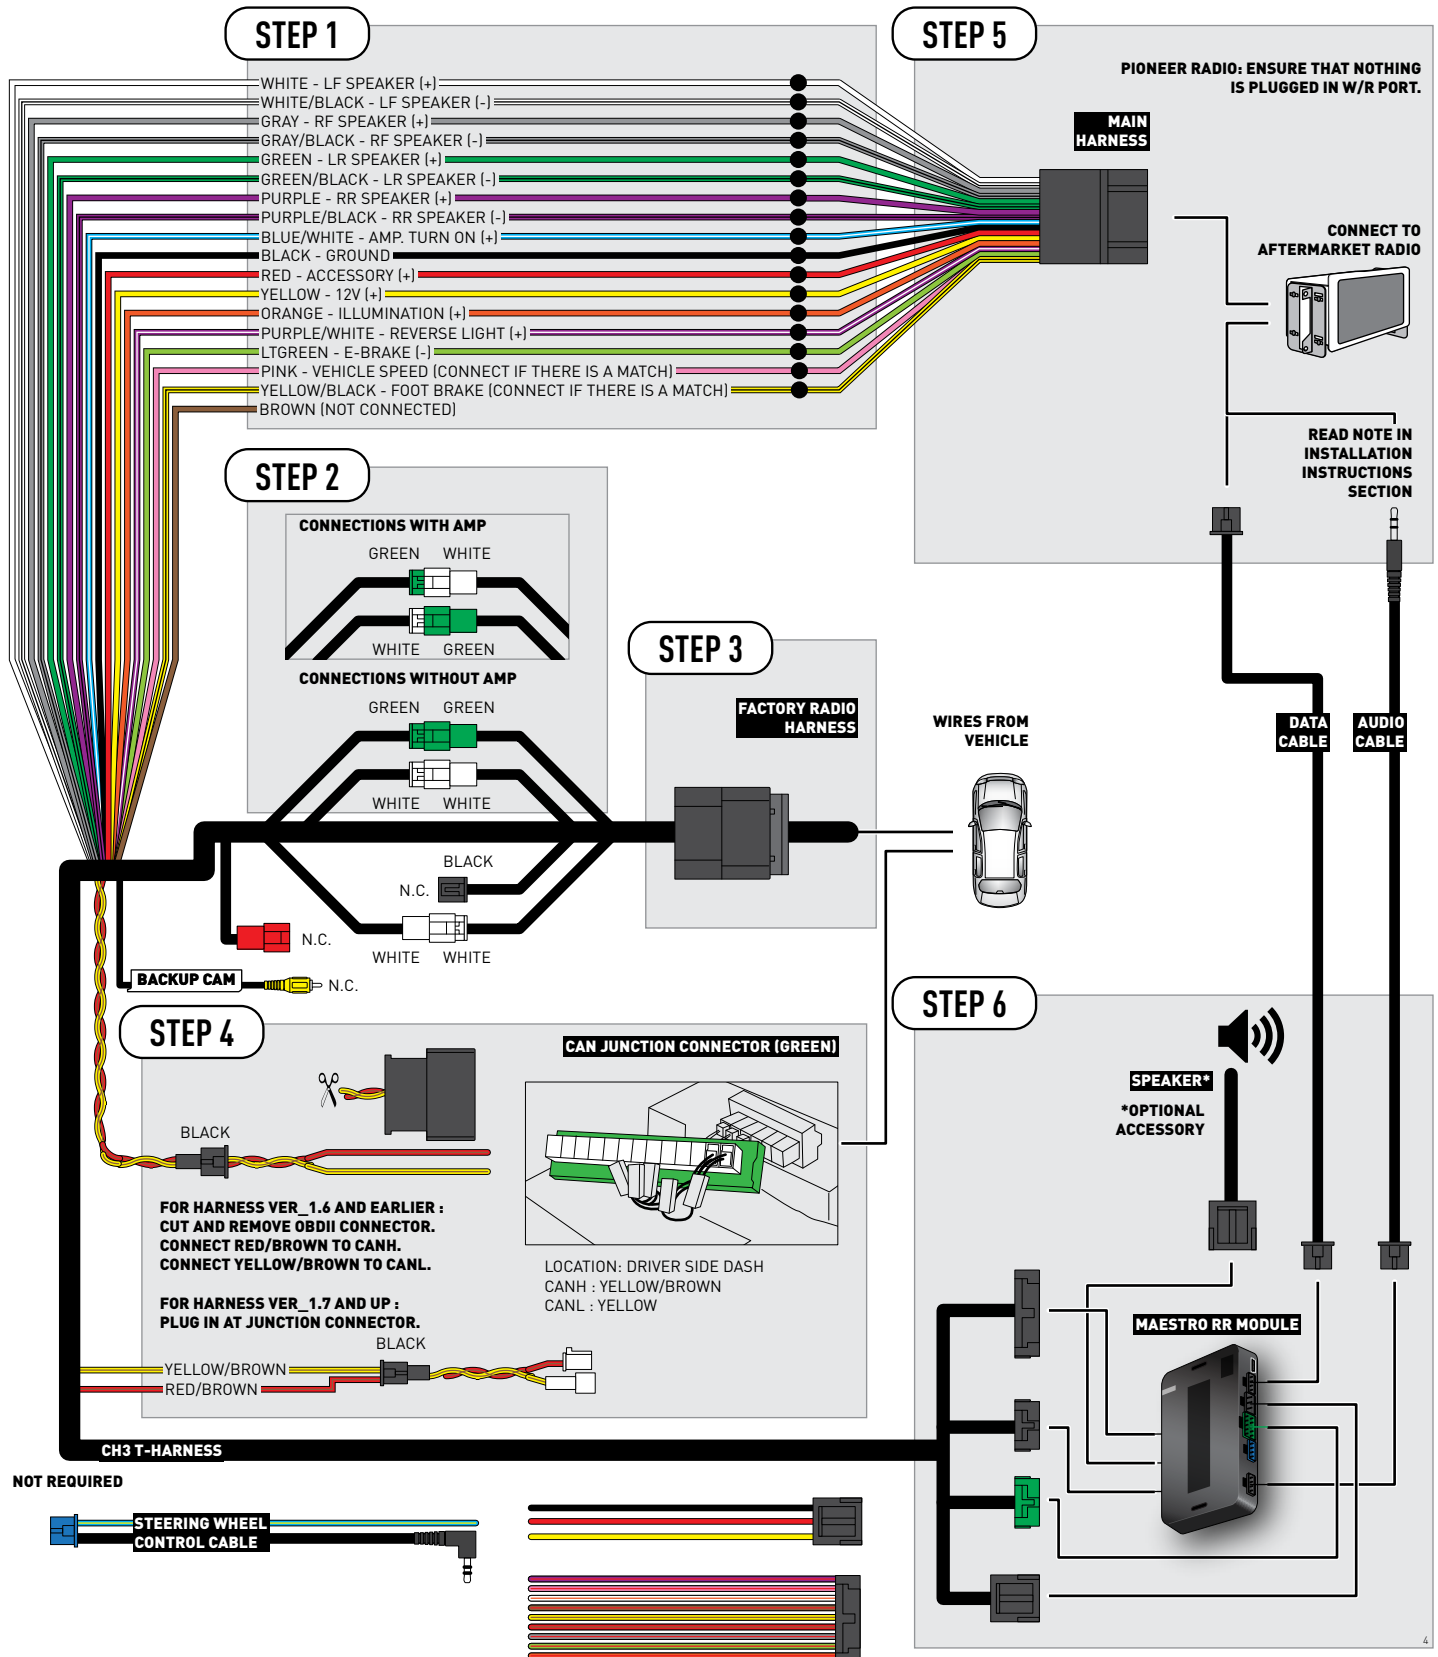 STEP 1
WHITE - LF SPEAKER (+)
WHITE/BLACK - LF SPEAKER (-)
GRAY - RF SPEAKER (+)
GRAY/BLACK - RF SPEAKER (-)
GREEN - LR SPEAKER (+)
GREEN/BLACK - LR SPEAKER (-)
PURPLE - RR SPEAKER (+)
PURPLE/BLACK - RR SPEAKER (-)
BLUE/WHITE - AMP. TURN ON (+)
BLACK - GROUND
RED - ACCESSORY (+)
YELLOW - 12V (+)
ORANGE - ILLUMINATION (+)
PURPLE/WHITE - REVERSE LIGHT (+)
LTGREEN - E-BRAKE (-)
PINK - VEHICLE SPEED (CONNECT IF THERE IS A MATCH)
YELLOW/BLACK - FOOT BRAKE (CONNECT IF THERE IS A MATCH)
BROWN (NOT CONNECTED)
STEP 5
PIONEER RADIO: ENSURE THAT NOTHING
IS PLUGGED IN W/R PORT.
MAIN
HARNESS
CONNECT TO
AFTERMARKET RADIO
READ NOTE IN
INSTALLATION
INSTRUCTIONS
SECTION
STEP 2
CONNECTIONS WITH AMP
GREEN WHITE
WHITE GREEN
CONNECTIONS WITHOUT AMP
GREEN GREEN
WHITE WHITE
BLACK
N.C.
WHITE WHITE
N.C.
BACKUP CAM
N.C.
STEP 3
FACTORY RADIO
HARNESS
WIRES FROM
VEHICLE
DATA
CABLE
AUDIO
CABLE
STEP 4
CAN JUNCTION CONNECTOR (GREEN)
BLACK
FOR HARNESS VER_1.6 AND EARLIER :
CUT AND REMOVE OBDII CONNECTOR.
CONNECT RED/BROWN TO CANH.
CONNECT YELLOW/BROWN TO CANL.
FOR HARNESS VER_1.7 AND UP :
PLUG IN AT JUNCTION CONNECTOR.
LOCATION: DRIVER SIDE DASH
CANH : YELLOW/BROWN
CANL : YELLOW
BLACK
YELLOW/BROWN
RED/BROWN
STEP 6
SPEAKER*
*OPTIONAL
ACCESSORY
MAESTRO RR MODULE
CH3 T-HARNESS
NOT REQUIRED
STEERING WHEEL
CONTROL CABLE
4